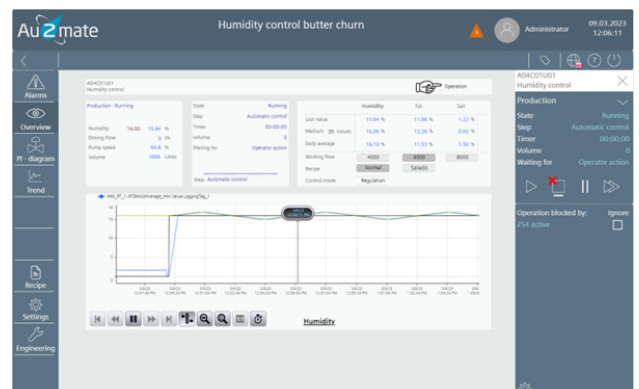 Au2mate
Humidity control butter churn
Administrator
09.03.2023
12:06:11
Alarms
Overview
PI - diagram
Trend
Recipe
Settings
Engineering
A04C01U01
Humidity control
Operation
Production - Running
Humidity 16.00 15.84 %
Dosing Flow 0 l/h
Pump speed 44.8 %
Volume 1006 Litres
State Running
Step Automatic control
Timer 00:00:00
Volume 0
Waiting for Operator action
Step: Automatic control
Humidity Fat Salt
Last value 15.84 % 11.86 % 1.22 %
Medium 30 Values 16.09 % 12.26 % 0.93 %
Daily average 16.10 % 11.53 % 1.50 %
Working flow 4000 6000 8000
Recipe Normal Salado
Control mode Regulation
Humidity
A04C01U01
Humidity control
Production
State Running
Step Automatic control
Timer 00:00:00
Volume 0
Waiting for Operator action
Operation blocked by: Ignore
254 active